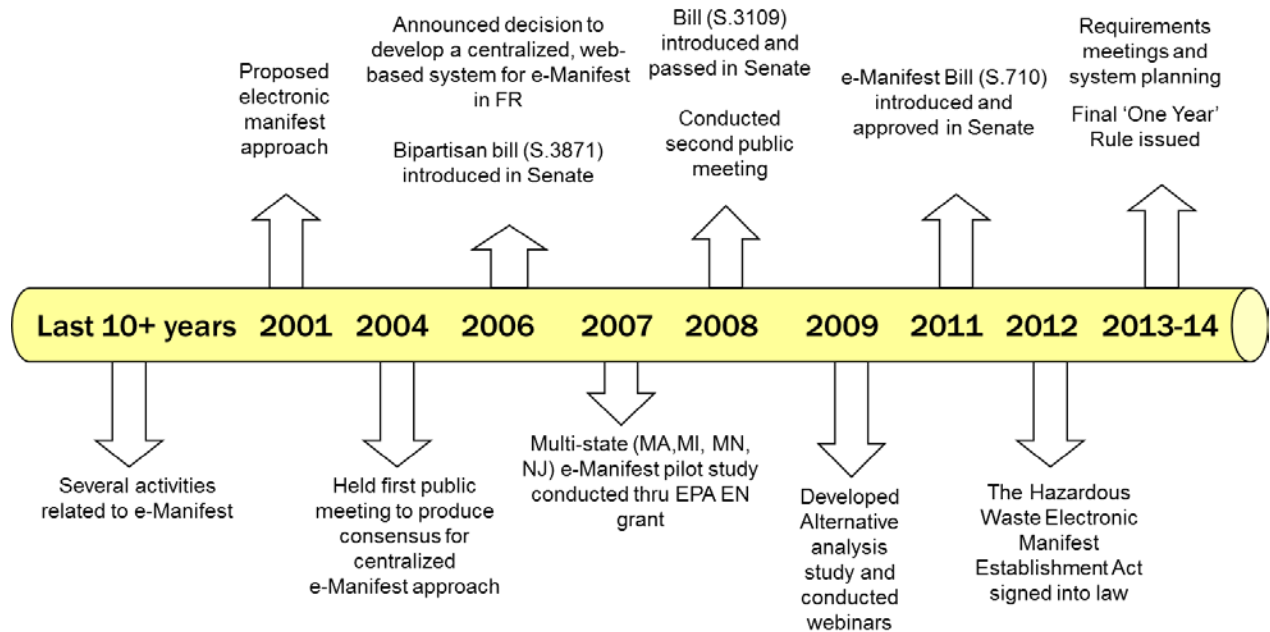 Proposed
electronic
manifest
approach
Announced decision to
develop a centralized, web-
based system for e-Manifest
in FR
Bipartisan bill (S.3871)
introduced in Senate
Bill (S.3109)
introduced and
passed in Senate
Conducted
second public
meeting
e-Manifest Bill (S.710)
introduced and
approved in Senate
Requirements
meetings and
system planning
Final ‘One Year’
Rule issued
Last 10+ years 2001 2004 2006 2007 2008 2009 2011 2012 2013-14
Several activities
related to e-Manifest
Held first public
meeting to produce
consensus for
centralized
e-Manifest approach
Multi-state (MA,MI, MN,
NJ) e-Manifest pilot study
conducted thru EPA EN
grant
Developed
Alternative
analysis
study and
conducted
webinars
The Hazardous
Waste Electronic
Manifest
Establishment Act
signed into law